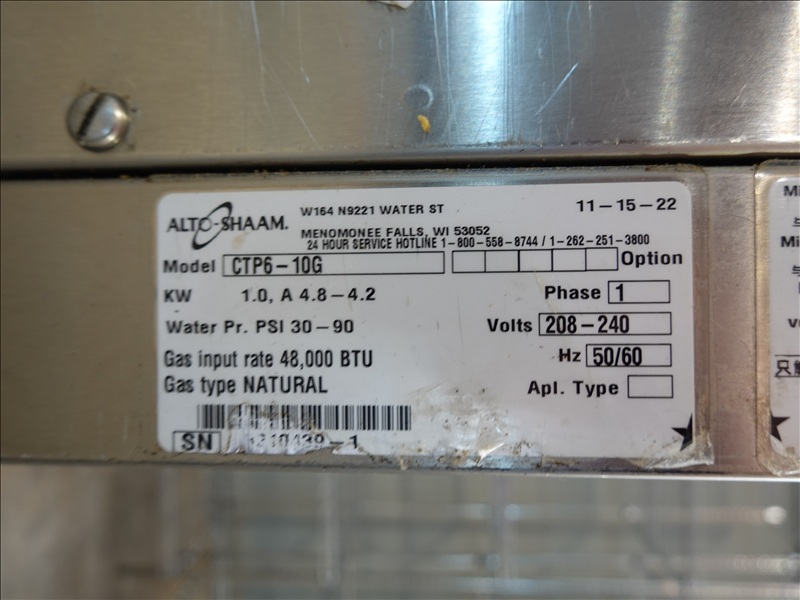 ALTO-SHAAM.
W164 N9221 WATER ST
11-15-22
MENOMONEE FALLS, WI 53052
24 HOUR SERVICE HOTLINE 1-800-558-8744 / 1-262-251-3800
Model CTP6-10G Option
KW 1.0, A 4.8-4.2 Phase 1
Water Pr. PSI 30-90 Volts 208-240
Gas input rate 48,000 BTU Hz 50/60
Gas type NATURAL Apl. Type
SN
Mi
Mi
只